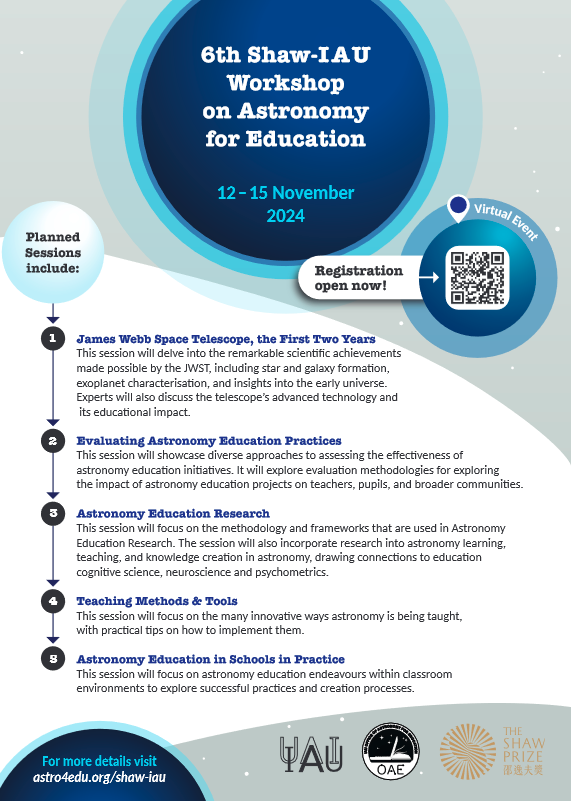 6th Shaw-IAU
Workshop
on Astronomy
for Education
12 – 15 November
2024
Virtual Event
Planned
Sessions
include:
Registration
open now!
1
James Webb Space Telescope, the First Two Years
This session will delve into the remarkable scientific achievements
made possible by the JWST, including star and galaxy formation,
exoplanet characterisation, and insights into the early universe.
Experts will also discuss the telescope's advanced technology and
its educational impact.
2
Evaluating Astronomy Education Practices
This session will showcase diverse approaches to assessing the effectiveness of
astronomy education initiatives. It will explore evaluation methodologies for exploring
the impact of astronomy education projects on teachers, pupils, and broader communities.
3
Astronomy Education Research
This session will focus on the methodology and frameworks that are used in Astronomy
Education Research. The session will also incorporate research into astronomy learning,
teaching, and knowledge creation in astronomy, drawing connections to education
cognitive science, neuroscience and psychometrics.
4
Teaching Methods & Tools
This session will focus on the many innovative ways astronomy is being taught,
with practical tips on how to implement them.
5
Astronomy Education in Schools in Practice
This session will focus on astronomy education endeavours within classroom
environments to explore successful practices and creation processes.
For more details visit
astro4edu.org/shaw-iau
IAU
OAE
THE
SHAW
PRIZE
邵逸夫獎